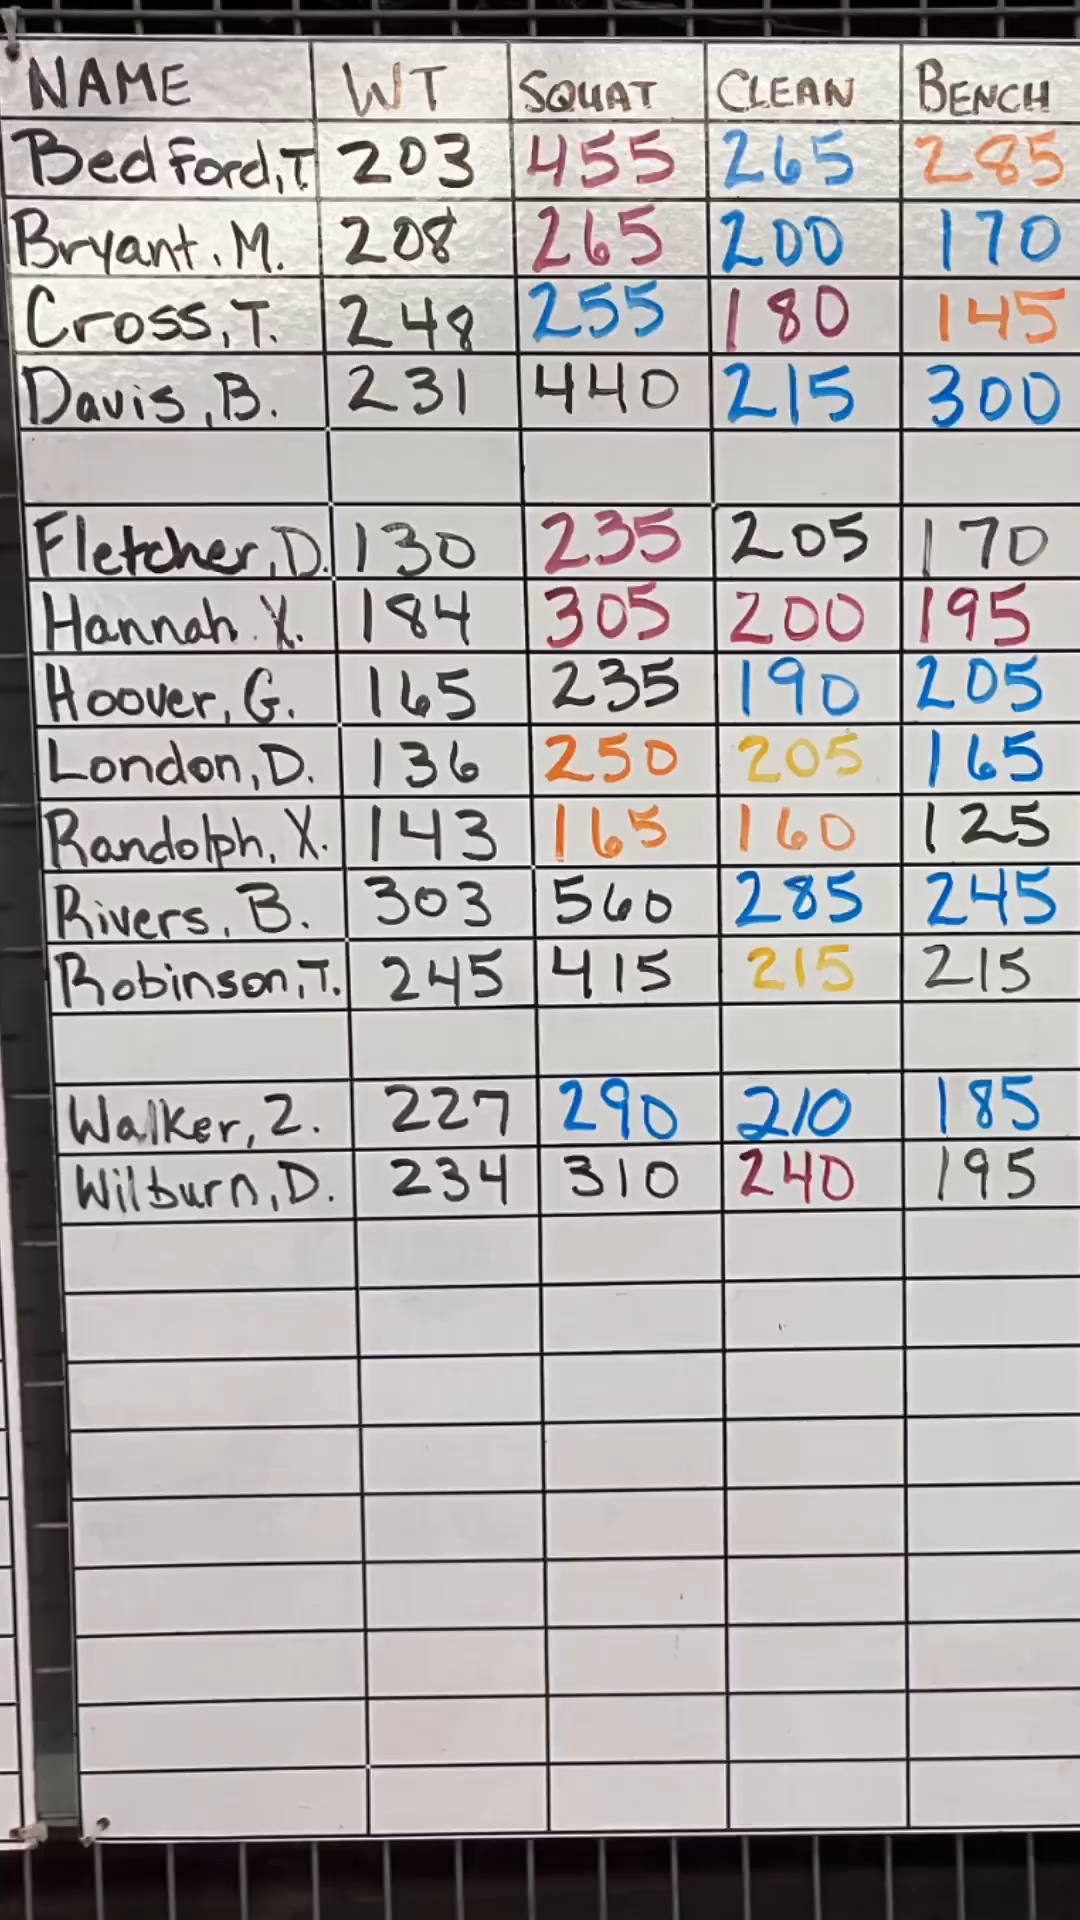 NAME WT SQUAT CLEAN BENCH
Bedford, T 203 455 265 285
Bryant, M. 208 265 200 170
Cross, T. 248 255 180 145
Davis, B. 231 440 215 300
Fletcher, D. 130 235 205 170
Hannah X. 184 305 200 195
Hoover, G. 165 235 190 205
London, D. 136 250 205 165
Randolph, X. 143 165 160 125
Rivers, B. 303 560 285 245
Robinson, T. 245 415 215 215
Walker, Z. 227 290 210 185
Wilburn, D. 234 310 240 195